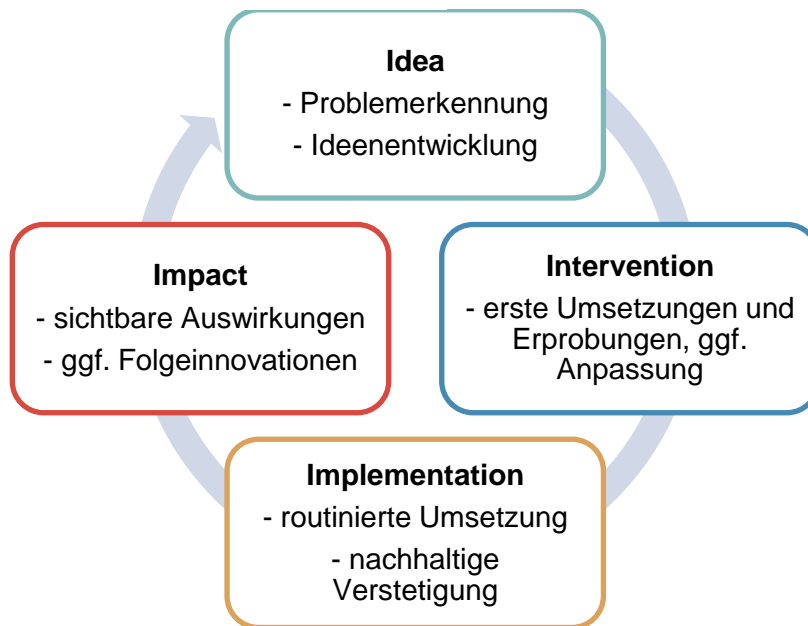 Idea
- Problemerkennung
- Ideenentwicklung
Impact
- sichtbare Auswirkungen
- ggf. Folgeinnovationen
Intervention
- erste Umsetzungen und
Erprobungen, ggf.
Anpassung
Implementation
- routinierte Umsetzung
- nachhaltige
Verstetigung